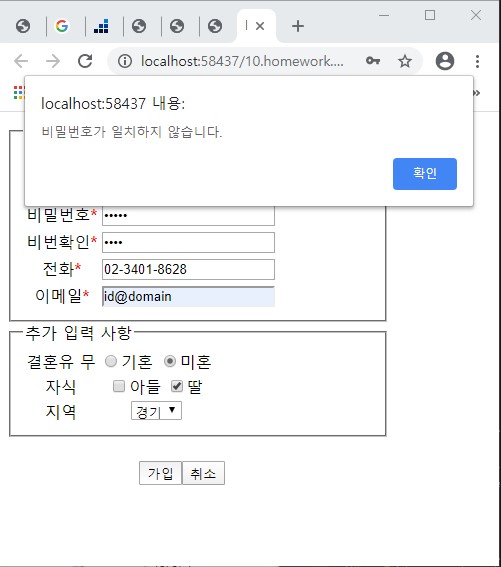 localhost:58437/10.homework....
localhost:58437 내용:
비밀번호가 일치하지 않습니다.
확인
비밀번호* •••••
비번확인* ••••
전화* 02-3401-8628
이메일* id@domain
추가 입력 사항
결혼유 무 기혼 미혼
자식 아들 딸
지역 경기
가입 취소